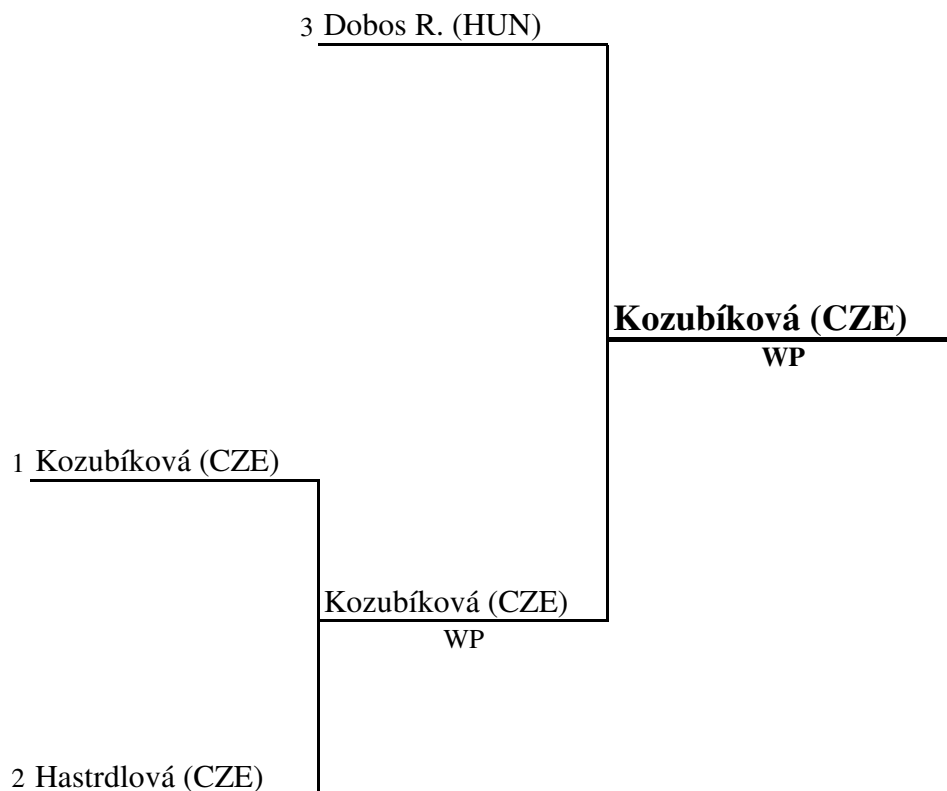 3 Dobos R. (HUN)
Kozubíková (CZE)
WP
1 Kozubíková (CZE)
Kozubíková (CZE)
WP
2 Hastrdlová (CZE)